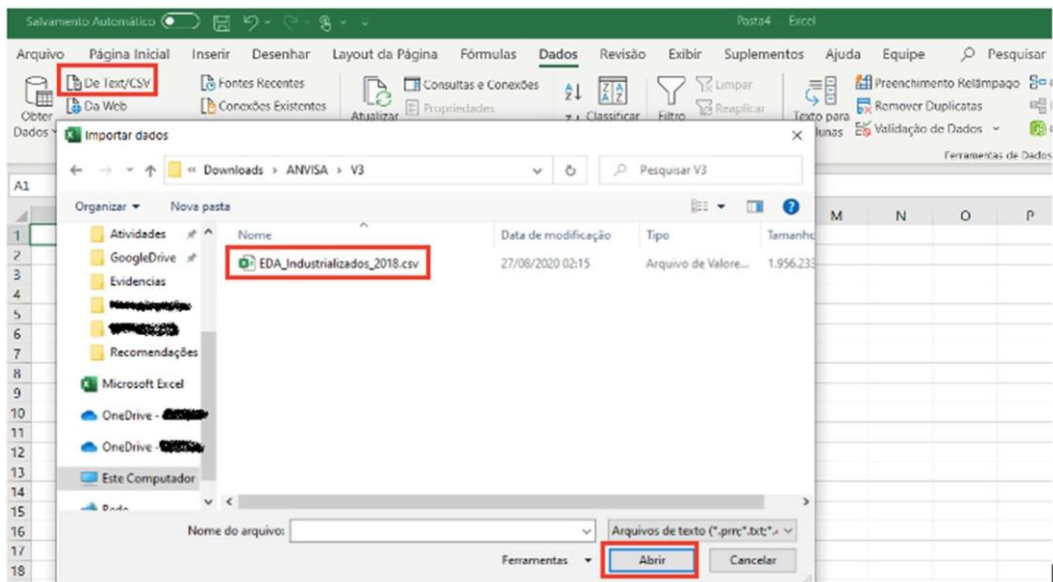 Salvamento Automático
Pasta4 - Excel
Arquivo Página Inicial Inserir Desenhar Layout da Página Fórmulas Dados Revisão Exibir Suplementos Ajuda Equipe Pesquisar
De Text/CSV Fontes Recentes Consultas e Conexões Limpar Preenchimento Relâmpago
Da Web Conexões Existentes Propriedades Reaplicar Remover Duplicatas
Obter Atualizar Classificar Filtro Texto para
Dados Validação de Dados
Ferramentas de Dados
Importar dados
« Downloads > ANVISA > V3 Pesquisar V3
A1
Organizar Nova pasta
M N O P
Atividades Nome Data de modificação Tipo Tamanho
GoogleDrive EDA_Industrializados_2018.csv 27/08/2020 02:15 Arquivo de Valore... 1.956.233
Evidencias
Recomendações
Microsoft Excel
OneDrive -
OneDrive -
Este Computador
Rede
Nome do arquivo: Arquivos de texto (*.prn;*.txt;*.
Ferramentas Abrir Cancelar
1
2
3
4
5
6
7
8
9
10
11
12
13
14
15
16
17
18